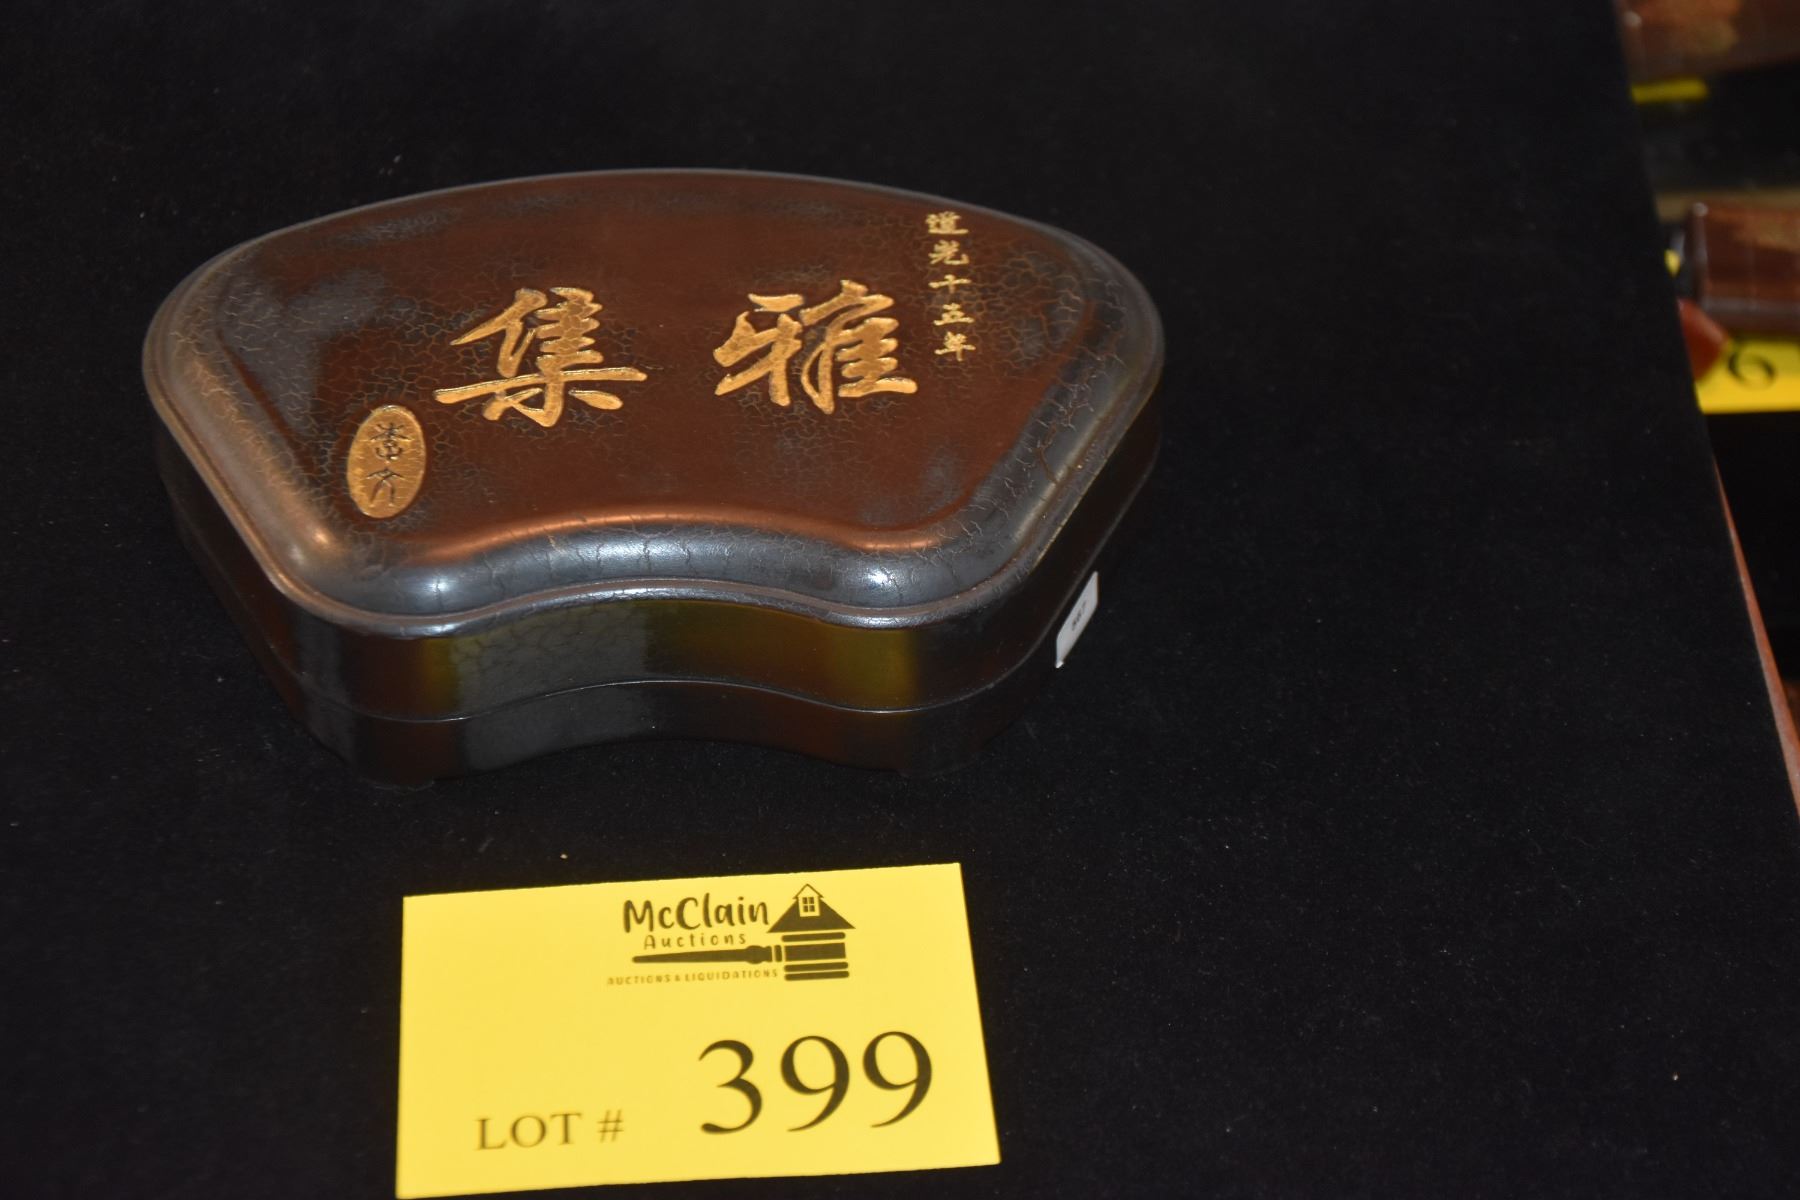 道光十五年
雅集
McClain
Auctions
AUCTIONS & LIQUIDATIONS
LOT # 399